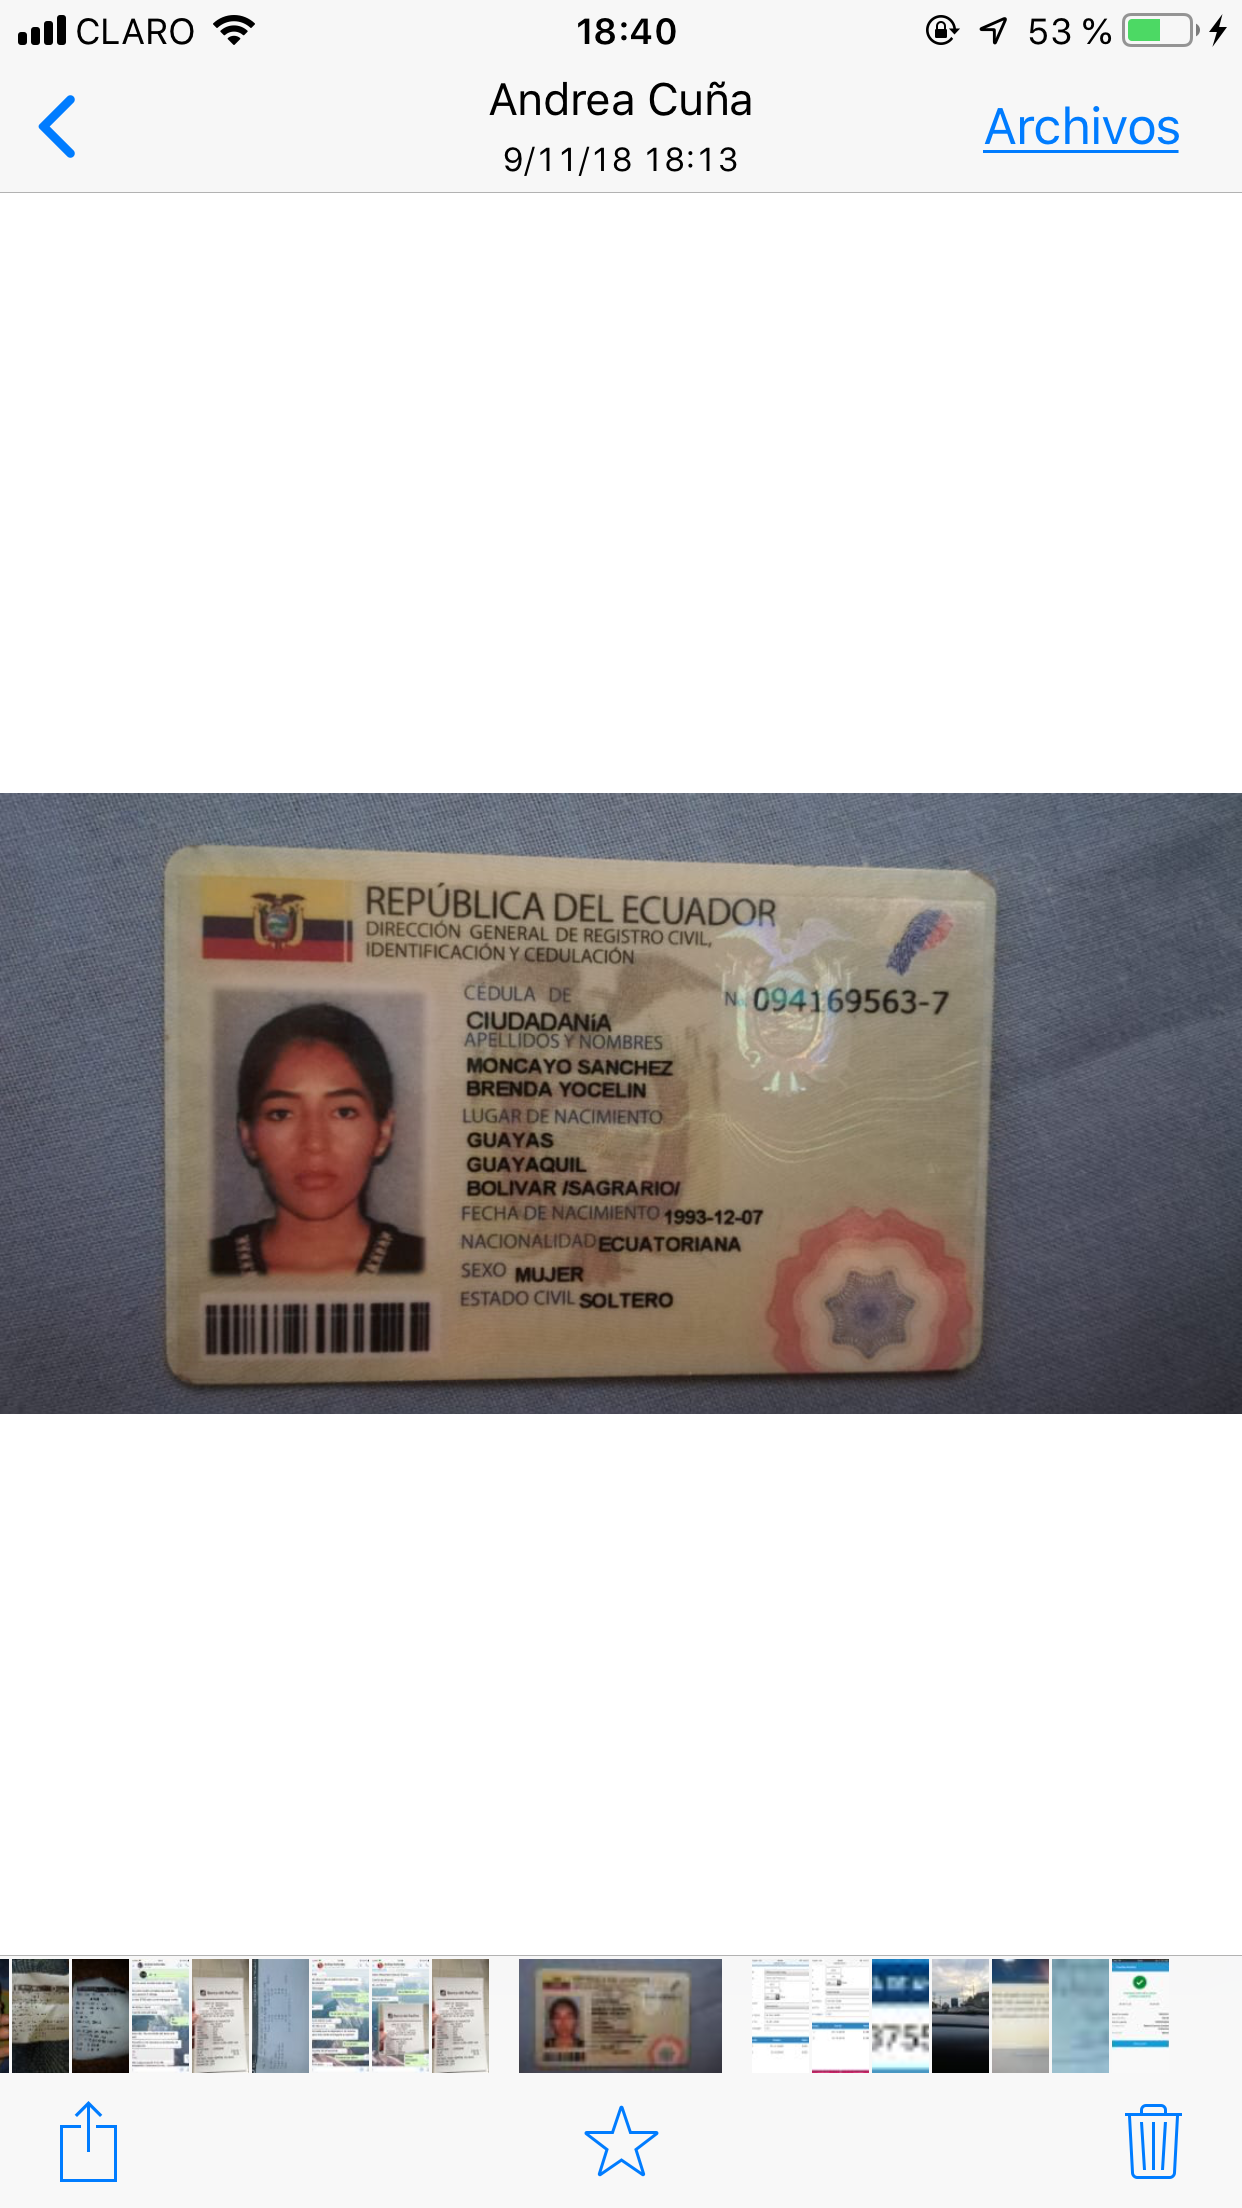 CLARO 18:40 53 %
Andrea Cuña
Archivos
9/11/18 18:13
REPÚBLICA DEL ECUADOR
DIRECCIÓN GENERAL DE REGISTRO CIVIL,
IDENTIFICACIÓN Y CEDULACIÓN
CÉDULA DE
No. 094169563-7
CIUDADANíA
APELLIDOS Y NOMBRES
MONCAYO SANCHEZ
BRENDA YOCELIN
LUGAR DE NACIMIENTO
GUAYAS
GUAYAQUIL
BOLIVAR /SAGRARIO/
FECHA DE NACIMIENTO 1993-12-07
NACIONALIDAD ECUATORIANA
SEXO MUJER
ESTADO CIVIL SOLTERO